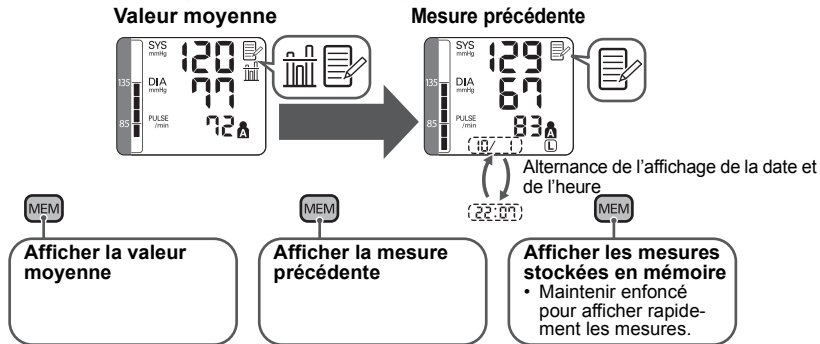 Valeur moyenne
Mesure précédente
SYS
mmHg
120
DIA
mmHg
77
135
85
PULSE
/min
72
A
SYS
mmHg
129
DIA
mmHg
67
135
85
PULSE
/min
83
A
10/ 1
L
Alternance de l'affichage de la date et
de l'heure
22:07
MEM
MEM
MEM
Afficher la valeur
moyenne
Afficher la mesure
précédente
Afficher les mesures
stockées en mémoire
• Maintenir enfoncé
pour afficher rapide-
ment les mesures.